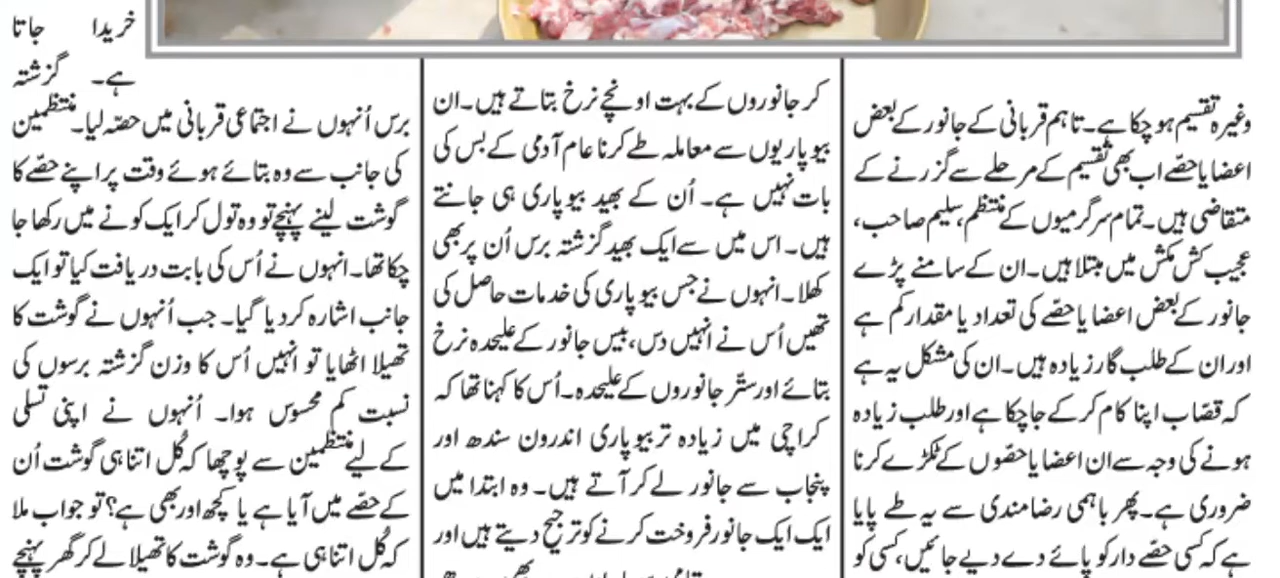 وغیرہ تقسیم ہو چکا ہے۔ تاہم قربانی کے جانور کے بعض
اعضا یا حصّے اب بھی تقسیم کے مرحلے سے گزرنے کے
متقاضی ہیں۔ تمام سرگرمیوں کے منتظم، سلیم صاحب،
عجیب کش مکش میں مبتلا ہیں۔ ان کے سامنے پڑے
جانور کے بعض اعضا یا حصّے کی تعداد یا مقدار کم ہے
اور ان کے طلب گار زیادہ ہیں۔ ان کی مشکل یہ ہے
کہ قصّاب اپنا کام کر کے جا چکا ہے اور طلب زیادہ
ہونے کی وجہ سے ان اعضا یا حصّوں کے ٹکڑے کرنا
ضروری ہے۔ پھر باہمی رضامندی سے یہ طے پایا
ہے کہ کسی حصّے دار کو پائے دے دیے جائیں، کسی کو
کر جانوروں کے بہت اونچے نرخ بتاتے ہیں۔ ان
بیوپاریوں سے معاملہ طے کرنا عام آدمی کے بس کی
بات نہیں ہے۔ اُن کے بھید بیوپاری ہی جانتے
ہیں۔ اس میں سے ایک بھید گزشتہ برس اُن پر بھی
کھلا۔ انہوں نے جس بیوپاری کی خدمات حاصل کی
تھیں اُس نے انہیں دس، بیس جانور کے علیحدہ نرخ
بتائے اور ستّر جانوروں کے علیحدہ۔ اُس کا کہنا تھا کہ
کراچی میں زیادہ تر بیوپاری اندرون سندھ اور
پنجاب سے جانور لے کر آتے ہیں۔ وہ ابتدا میں
ایک ایک جانور فروخت کرنے کو ترجیح دیتے ہیں اور
خریدا جاتا
ہے۔ گزشتہ
برس اُنہوں نے اجتماعی قربانی میں حصّہ لیا۔ منتظمین
کی جانب سے وہ بتائے ہوئے وقت پر اپنے حصّے کا
گوشت لینے پہنچے تو وہ تول کر ایک کونے میں رکھا جا
چکا تھا۔ انہوں نے اُس کی بابت دریافت کیا تو ایک
جانب اشارہ کر دیا گیا۔ جب اُنہوں نے گوشت کا
تھیلا اٹھایا تو انہیں اُس کا وزن گزشتہ برسوں کی
نسبت کم محسوس ہوا۔ اُنہوں نے اپنی تسلی
کے لیے منتظمین سے پوچھا کہ کُل اتنا ہی گوشت اُن
کے حصّے میں آیا ہے یا کچھ اور بھی ہے؟ تو جواب ملا
کہ کُل اتنا ہی ہے۔ وہ گوشت کا تھیلا لے کر گھر پہنچے